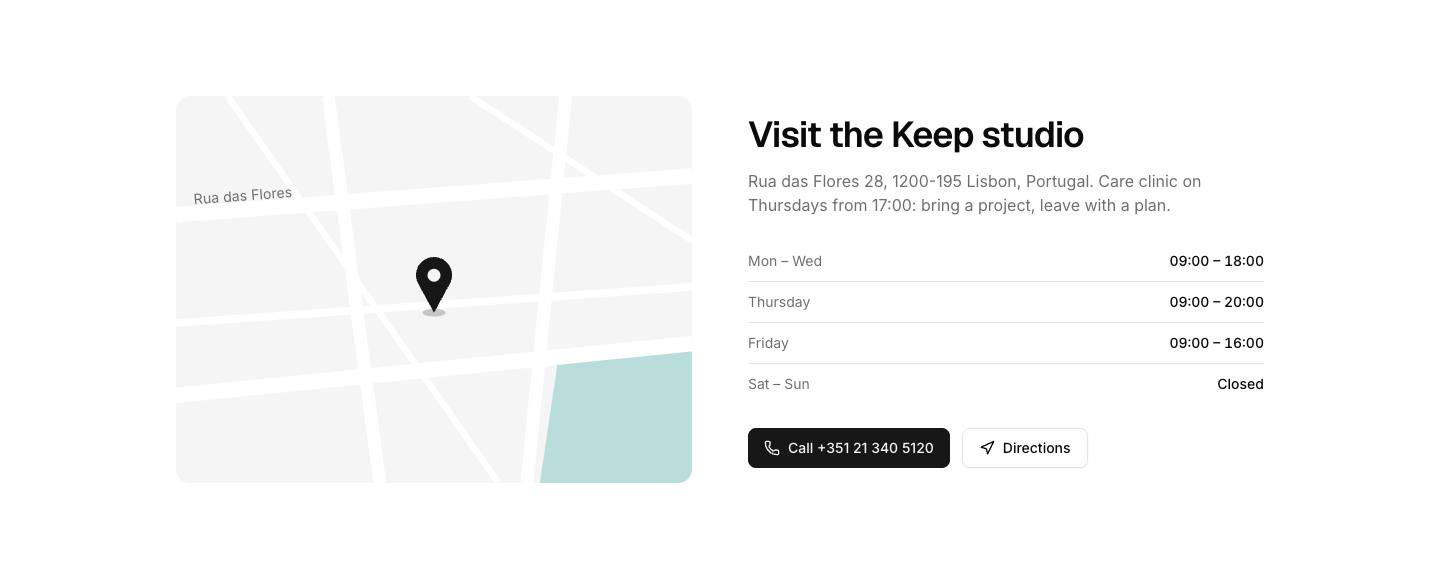 Rua das Flores
Visit the Keep studio
Rua das Flores 28, 1200-195 Lisbon, Portugal. Care clinic on
Thursdays from 17:00: bring a project, leave with a plan.
Mon – Wed 09:00 – 18:00
Thursday 09:00 – 20:00
Friday 09:00 – 16:00
Sat – Sun Closed
Call +351 21 340 5120 Directions